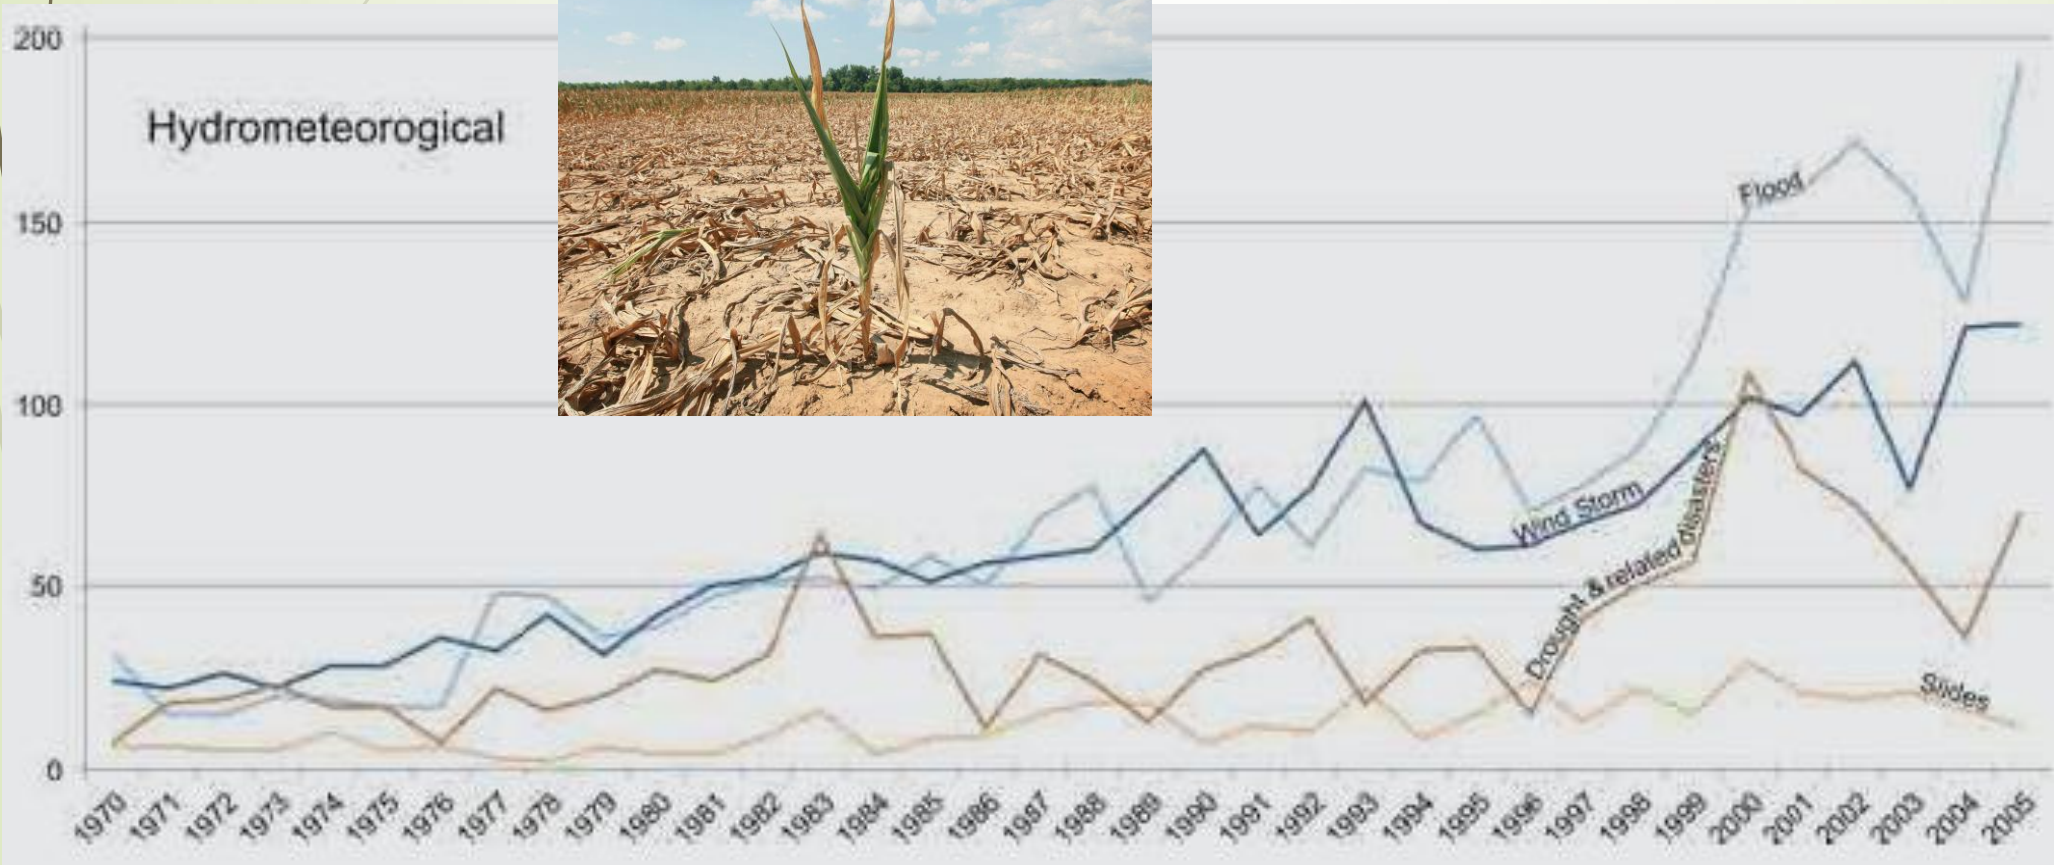 200
Hydrometeorogical
150
100
50
0
Flood
Wind Storm
Drought & related disasters
Slides
1970 1971 1972 1973 1974 1975 1976 1977 1978 1979 1980 1981 1982 1983 1984 1985 1986 1987 1988 1989 1990 1991 1992 1993 1994 1995 1996 1997 1998 1999 2000 2001 2002 2003 2004 2005